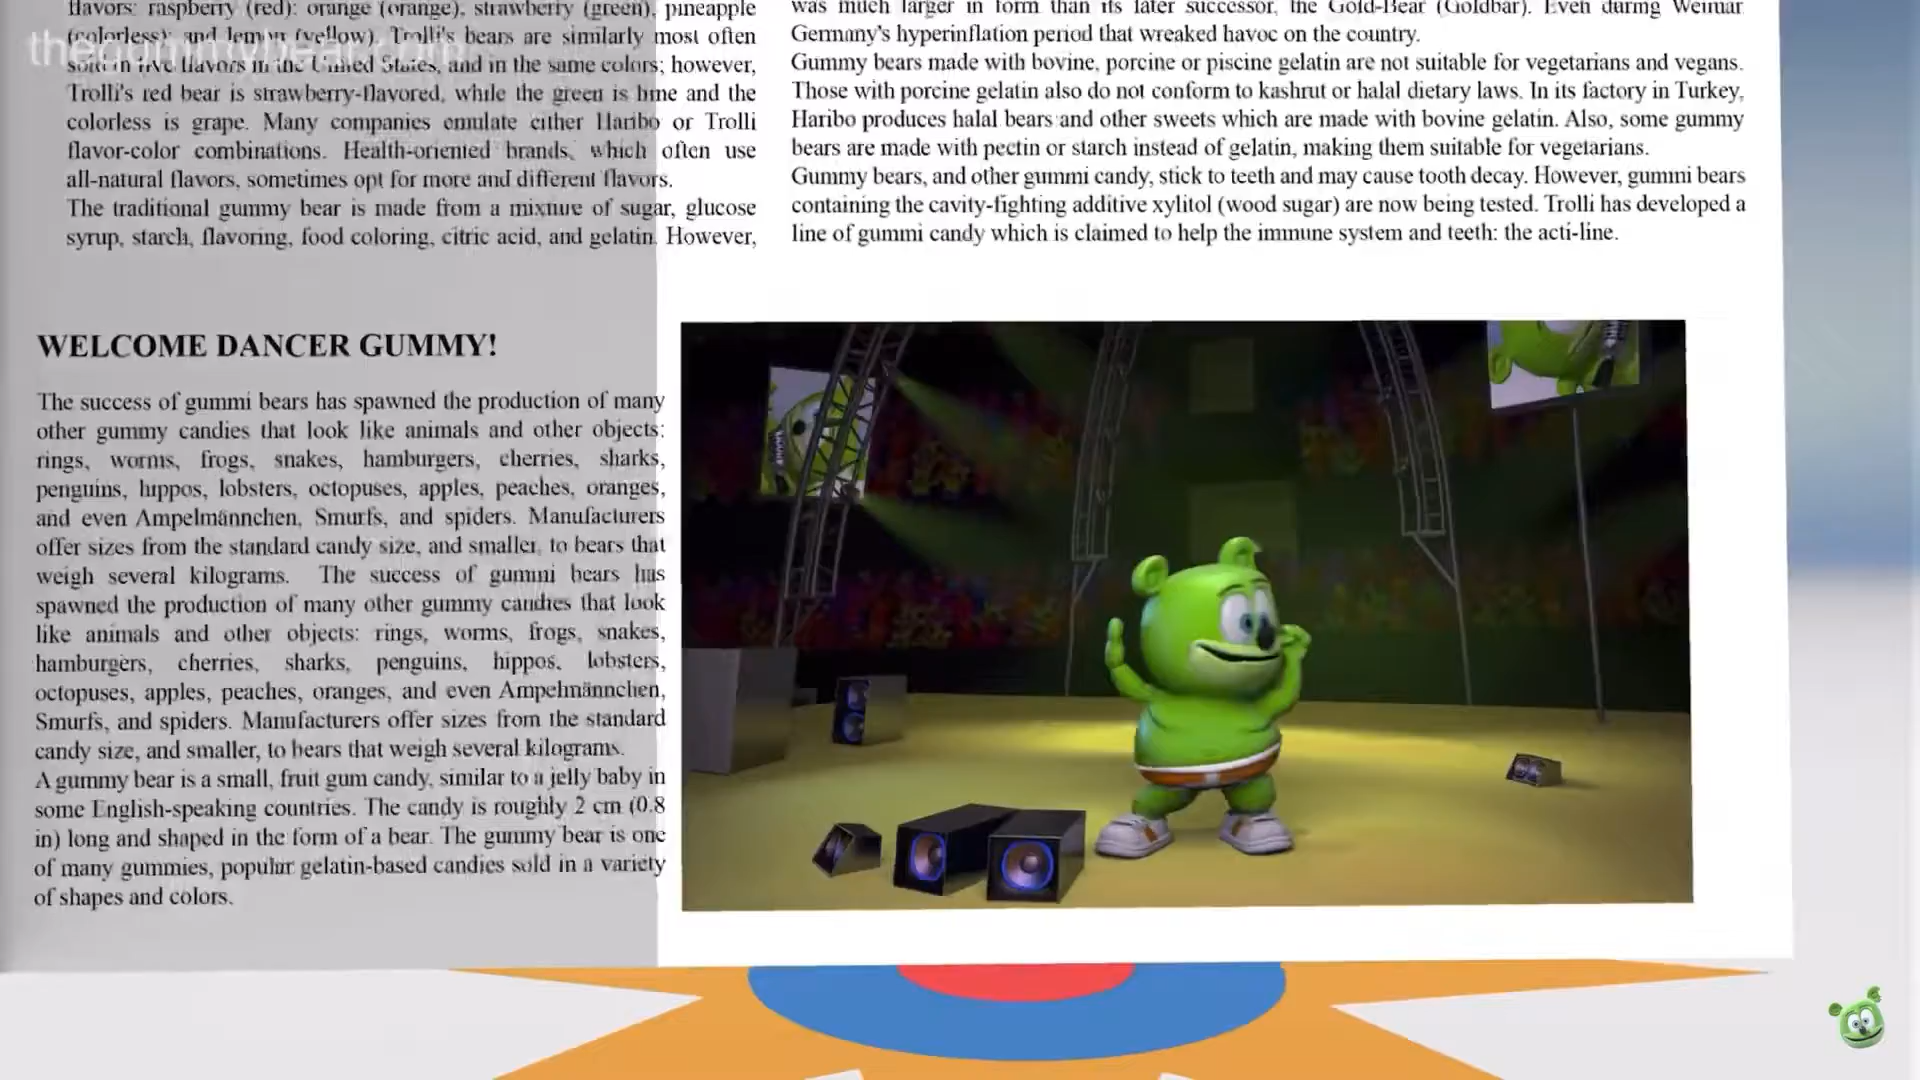 thegummybear.com
flavors: raspberry (red); orange (orange), strawberry (green), pineapple
(colorless); and lemon (yellow). Trolli's bears are similarly most often
sold in five flavors in the United States, and in the same colors; however,
Trolli's red bear is strawberry-flavored, while the green is lime and the
colorless is grape. Many companies emulate either Haribo or Trolli
flavor-color combinations. Health-oriented brands, which often use
all-natural flavors, sometimes opt for more and different flavors.
The traditional gummy bear is made from a mixture of sugar, glucose
syrup, starch, flavoring, food coloring, citric acid, and gelatin. However,
was much larger in form than its later successor, the Gold-Bear (Goldbär). Even during Weimar
Germany's hyperinflation period that wreaked havoc on the country.
Gummy bears made with bovine, porcine or piscine gelatin are not suitable for vegetarians and vegans.
Those with porcine gelatin also do not conform to kashrut or halal dietary laws. In its factory in Turkey,
Haribo produces halal bears and other sweets which are made with bovine gelatin. Also, some gummy
bears are made with pectin or starch instead of gelatin, making them suitable for vegetarians.
Gummy bears, and other gummi candy, stick to teeth and may cause tooth decay. However, gummi bears
containing the cavity-fighting additive xylitol (wood sugar) are now being tested. Trolli has developed a
line of gummi candy which is claimed to help the immune system and teeth: the acti-line.
WELCOME DANCER GUMMY!
The success of gummi bears has spawned the production of many
other gummy candies that look like animals and other objects:
rings, worms, frogs, snakes, hamburgers, cherries, sharks,
penguins, hippos, lobsters, octopuses, apples, peaches, oranges,
and even Ampelmännchen, Smurfs, and spiders. Manufacturers
offer sizes from the standard candy size, and smaller, to bears that
weigh several kilograms. The success of gummi bears has
spawned the production of many other gummy candies that look
like animals and other objects: rings, worms, frogs, snakes,
hamburgers, cherries, sharks, penguins, hippos, lobsters,
octopuses, apples, peaches, oranges, and even Ampelmännchen,
Smurfs, and spiders. Manufacturers offer sizes from the standard
candy size, and smaller, to bears that weigh several kilograms.
A gummy bear is a small, fruit gum candy, similar to a jelly baby in
some English-speaking countries. The candy is roughly 2 cm (0.8
in) long and shaped in the form of a bear. The gummy bear is one
of many gummies, popular gelatin-based candies sold in a variety
of shapes and colors.